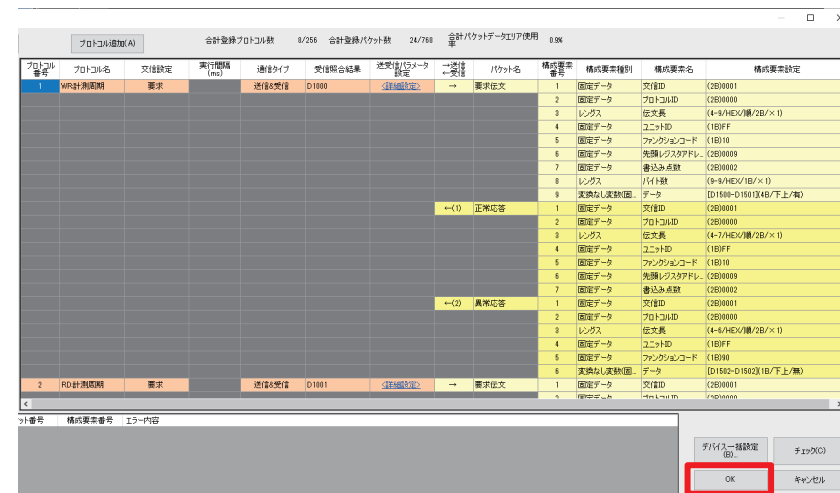 プロトコル追加(A) 合計登録プロトコル数 8/256 合計登録パケット数 24/768 合計パケットデータエリア使用率 0.9%
プロトコル番号 プロトコル名 交信設定 実行間隔(ms) 通信タイプ 受信照合結果 送受信パラメータ設定 →送信 ←受信 パケット名 構成要素番号 構成要素種別 構成要素名 構成要素設定
1 WR計測周期 要求 送信&受信 D1000 <詳細設定> → 要求伝文 1 固定データ 交信ID (2B)0001
2 固定データ プロトコルID (2B)0000
3 レングス 伝文長 (4-9/HEX/順/2B/×1)
4 固定データ ユニットID (1B)FF
5 固定データ ファンクションコード (1B)10
6 固定データ 先頭レジスタアドレ... (2B)0009
7 固定データ 書込み点数 (2B)0002
8 レングス バイト数 (9-9/HEX/1B/×1)
9 変換なし変数(固... データ [D1500-D1501](4B/下上/有)
←(1) 正常応答 1 固定データ 交信ID (2B)0001
2 固定データ プロトコルID (2B)0000
3 レングス 伝文長 (4-7/HEX/順/2B/×1)
4 固定データ ユニットID (1B)FF
5 固定データ ファンクションコード (1B)10
6 固定データ 先頭レジスタアドレ... (2B)0009
7 固定データ 書込み点数 (2B)0002
←(2) 異常応答 1 固定データ 交信ID (2B)0001
2 固定データ プロトコルID (2B)0000
3 レングス 伝文長 (4-6/HEX/順/2B/×1)
4 固定データ ユニットID (1B)FF
5 固定データ ファンクションコード (1B)90
6 変換なし変数(固... データ [D1502-D1502](1B/下上/無)
2 RD計測周期 要求 送信&受信 D1001 <詳細設定> → 要求伝文 1 固定データ 交信ID (2B)0001
2 固定データ プロトコルID (2B)0000
ット番号 構成要素番号 エラー内容
デバイス一括設定(B)... チェック(C)
OK キャンセル